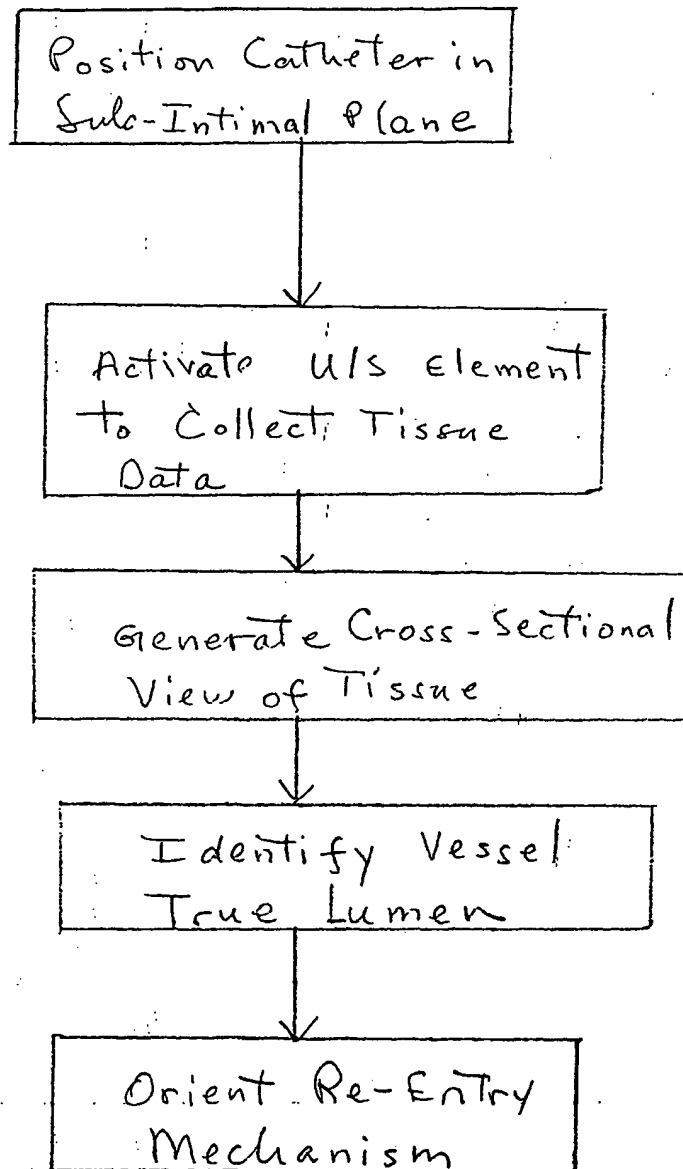 Position Catheter in
Sub-Intimal Plane
Activate U/S Element
to Collect Tissue
Data
Generate Cross-Sectional
View of Tissue
Identify Vessel
True Lumen
Orient Re-Entry
Mechanism